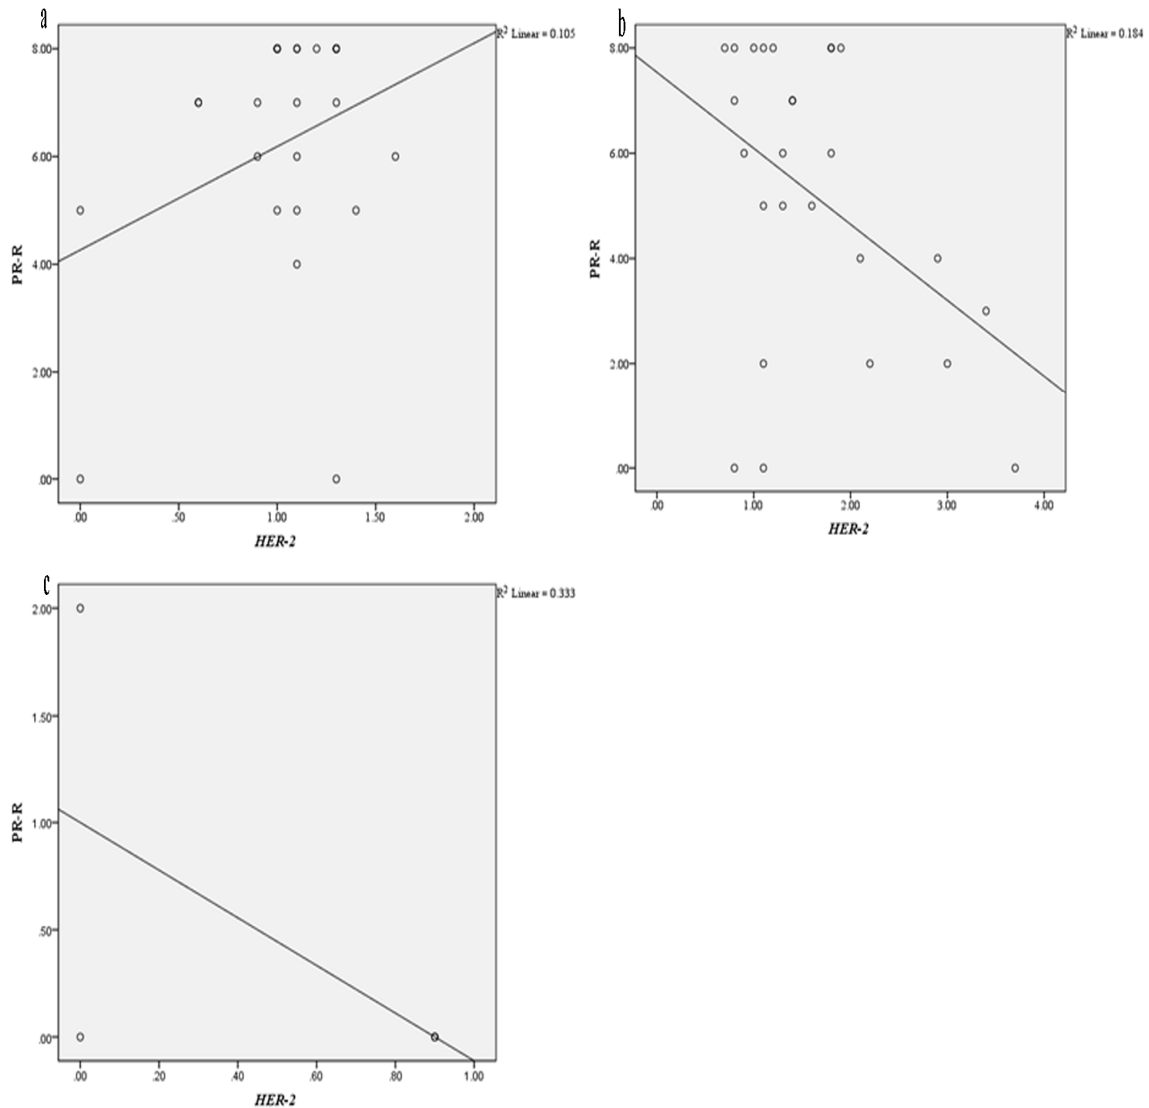 a
R² Linear = 0.105
8.00
6.00
4.00
2.00
.00
PR-R
.00 .50 1.00 1.50 2.00
HER-2
b
R² Linear = 0.184
8.00
6.00
4.00
2.00
.00
PR-R
.00 1.00 2.00 3.00 4.00
HER-2
c
R² Linear = 0.333
2.00
1.50
1.00
.50
.00
PR-R
.00 .20 .40 .60 .80 1.00
HER-2